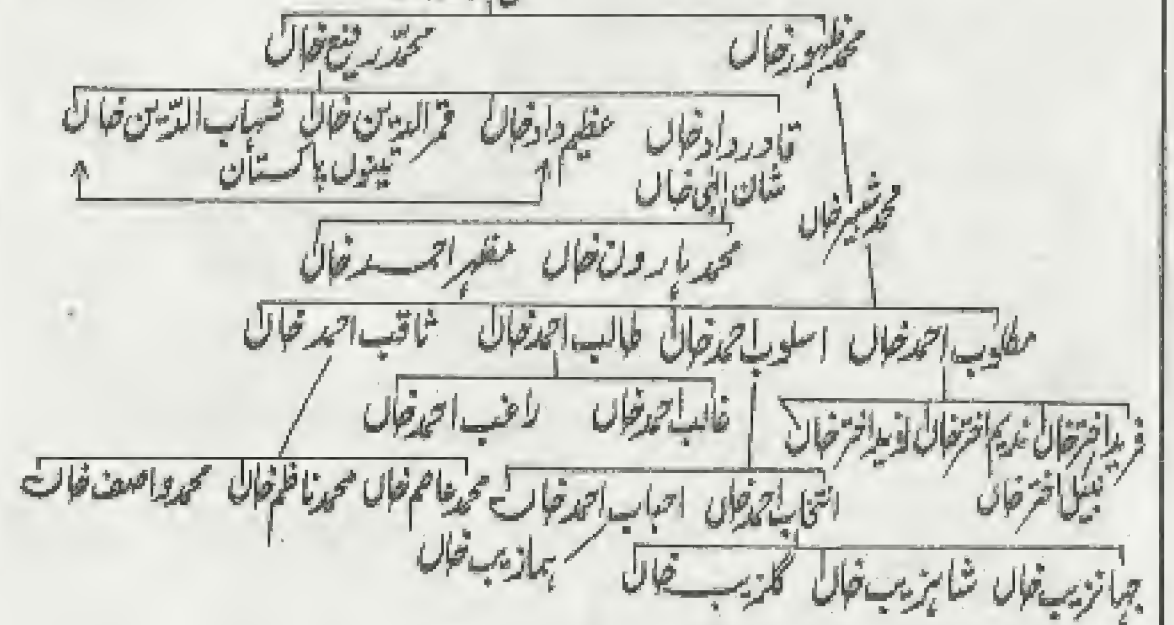 محمد ظہور خاں محمد رفیع خاں
قادر داد خاں عظیم داد خاں قمر الدین خاں شہاب الدین خاں
تینوں پاکستان
شان الٰہی خاں
محمد شبیر خاں
محمد ہارون خاں مظہر احمد خاں
مطلوب احمد خاں اسلوب احمد خاں طالب احمد خاں ثاقب احمد خاں
غالب احمد خاں راغب احمد خاں
فرید اختر خاں ندیم اختر خاں نوید اختر خاں
نبیل اختر خاں
انتخاب احمد خاں احباب احمد خاں محمد عاصم خاں محمد ناظم خاں محمد واصف خاں
ہمازیب خاں
جہانزیب خاں شاہزیب خاں گلزیب خاں